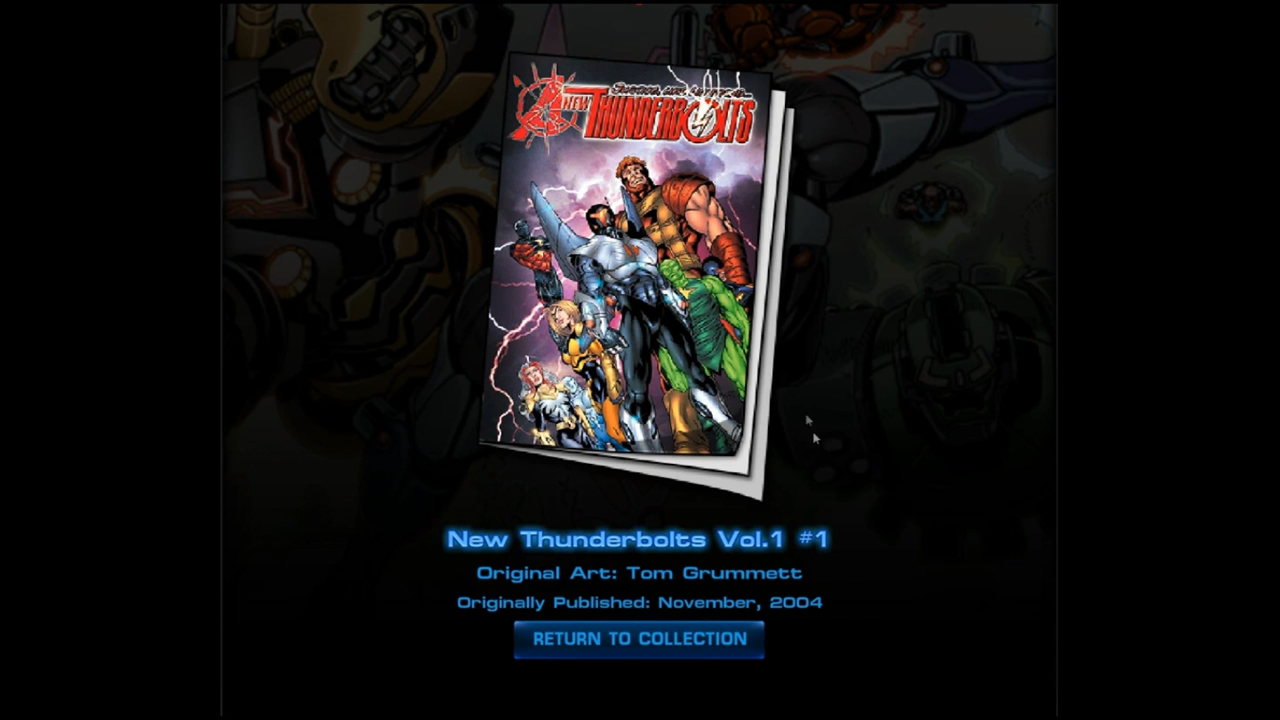 NEW
THUNDERBOLTS
New Thunderbolts Vol.1 #1
Original Art: Tom Grummett
Originally Published: November, 2004
RETURN TO COLLECTION